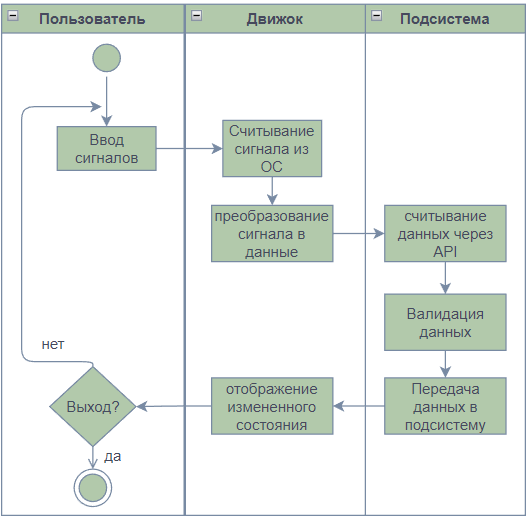 Пользователь
Движок
Подсистема
Ввод
сигналов
Считывание
сигнала из
ОС
преобразование
сигнала в
данные
считывание
данных через
API
Валидация
данных
Передача
данных в
подсистему
отображение
измененного
состояния
Выход?
нет
да